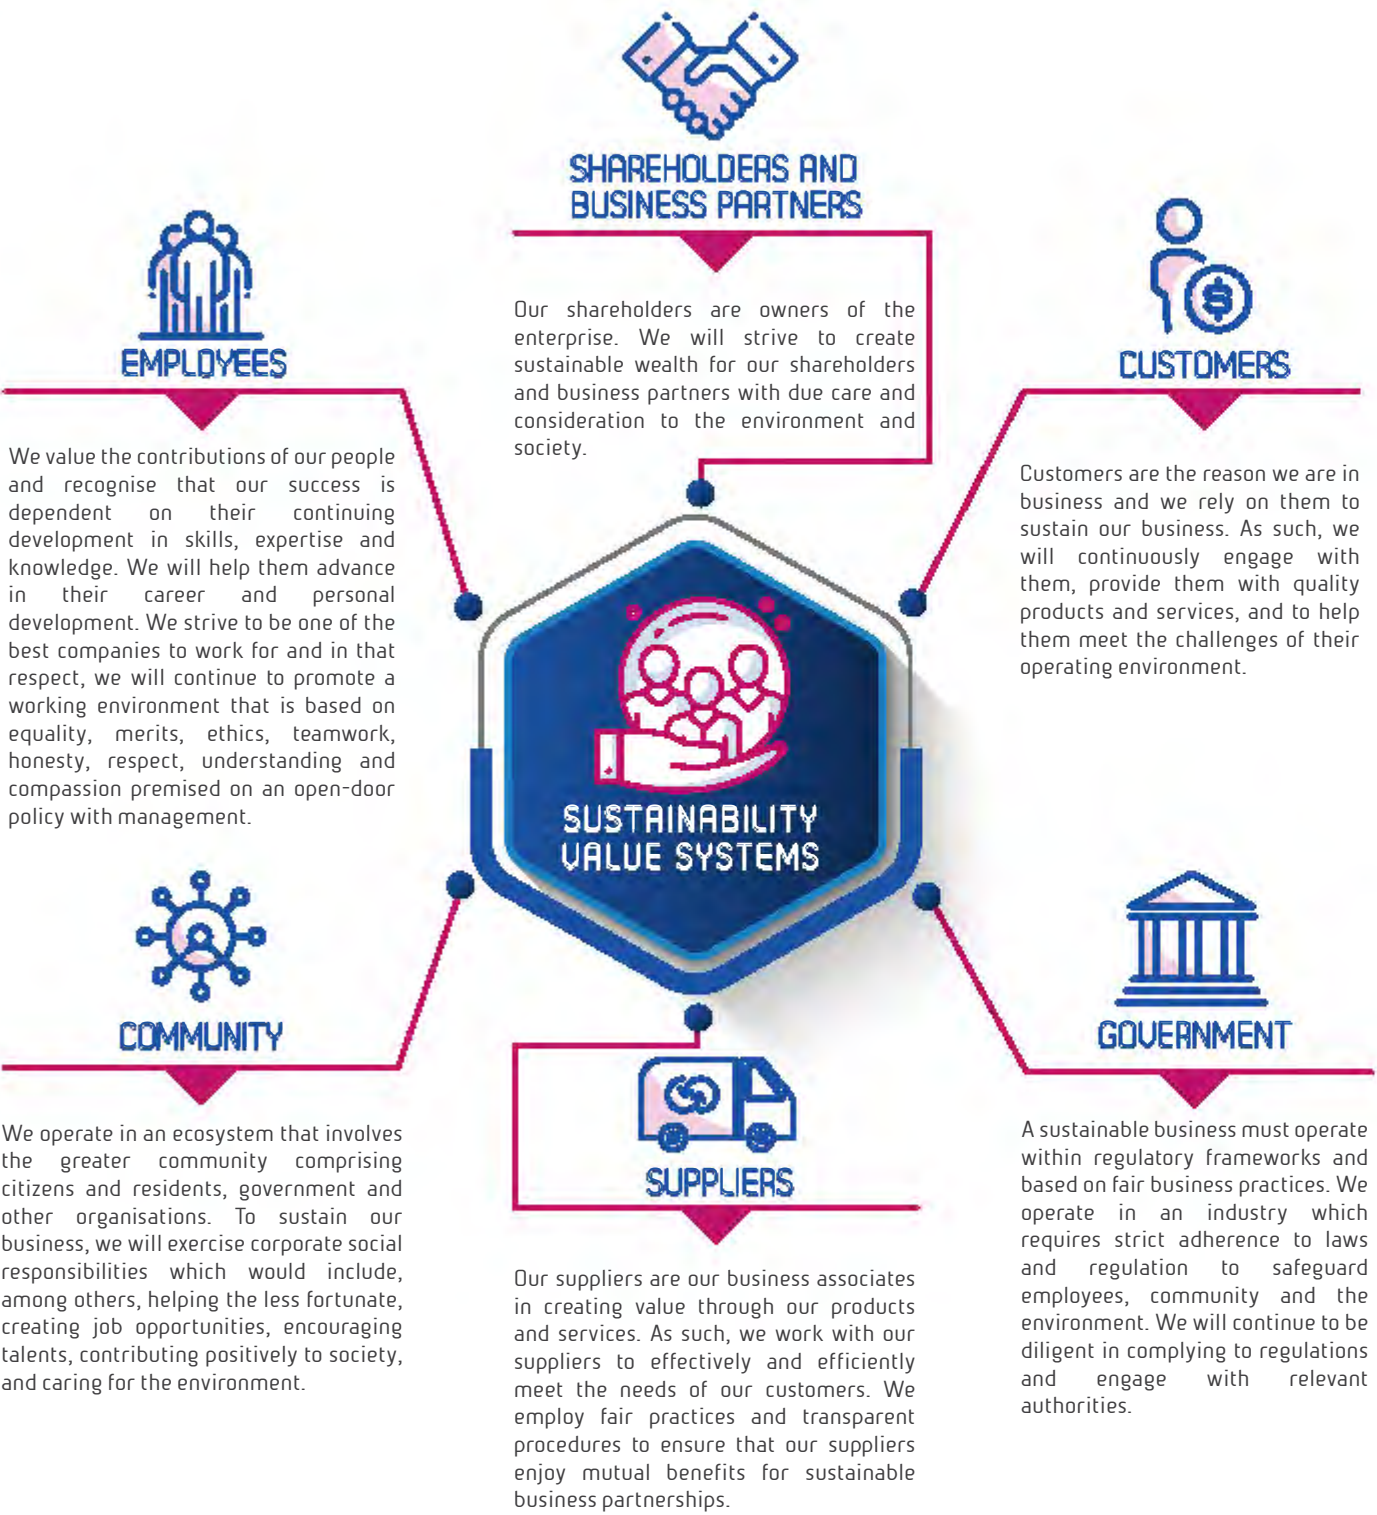 SHAREHOLDERS AND
BUSINESS PARTNERS
Our shareholders are owners of the
enterprise. We will strive to create
sustainable wealth for our shareholders
and business partners with due care and
consideration to the environment and
society.
EMPLOYEES
We value the contributions of our people
and recognise that our success is
dependent on their continuing
development in skills, expertise and
knowledge. We will help them advance
in their career and personal
development. We strive to be one of the
best companies to work for and in that
respect, we will continue to promote a
working environment that is based on
equality, merits, ethics, teamwork,
honesty, respect, understanding and
compassion premised on an open-door
policy with management.
CUSTOMERS
Customers are the reason we are in
business and we rely on them to
sustain our business. As such, we
will continuously engage with
them, provide them with quality
products and services, and to help
them meet the challenges of their
operating environment.
SUSTAINABILITY
VALUE SYSTEMS
COMMUNITY
We operate in an ecosystem that involves
the greater community comprising
citizens and residents, government and
other organisations. To sustain our
business, we will exercise corporate social
responsibilities which would include,
among others, helping the less fortunate,
creating job opportunities, encouraging
talents, contributing positively to society,
and caring for the environment.
SUPPLIERS
Our suppliers are our business associates
in creating value through our products
and services. As such, we work with our
suppliers to effectively and efficiently
meet the needs of our customers. We
employ fair practices and transparent
procedures to ensure that our suppliers
enjoy mutual benefits for sustainable
business partnerships.
GOVERNMENT
A sustainable business must operate
within regulatory frameworks and
based on fair business practices. We
operate in an industry which
requires strict adherence to laws
and regulation to safeguard
employees, community and the
environment. We will continue to be
diligent in complying to regulations
and engage with relevant
authorities.